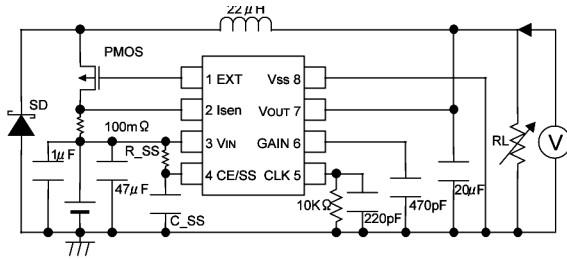 22μH
PMOS
1 EXT
Vss 8
SD
2 Isen
VOUT 7
100mΩ
3 VIN
GAIN 6
RL
V
1μF
R_SS
4 CE/SS
CLK 5
47μF
10KΩ
20μF
470pF
220pF
C_SS